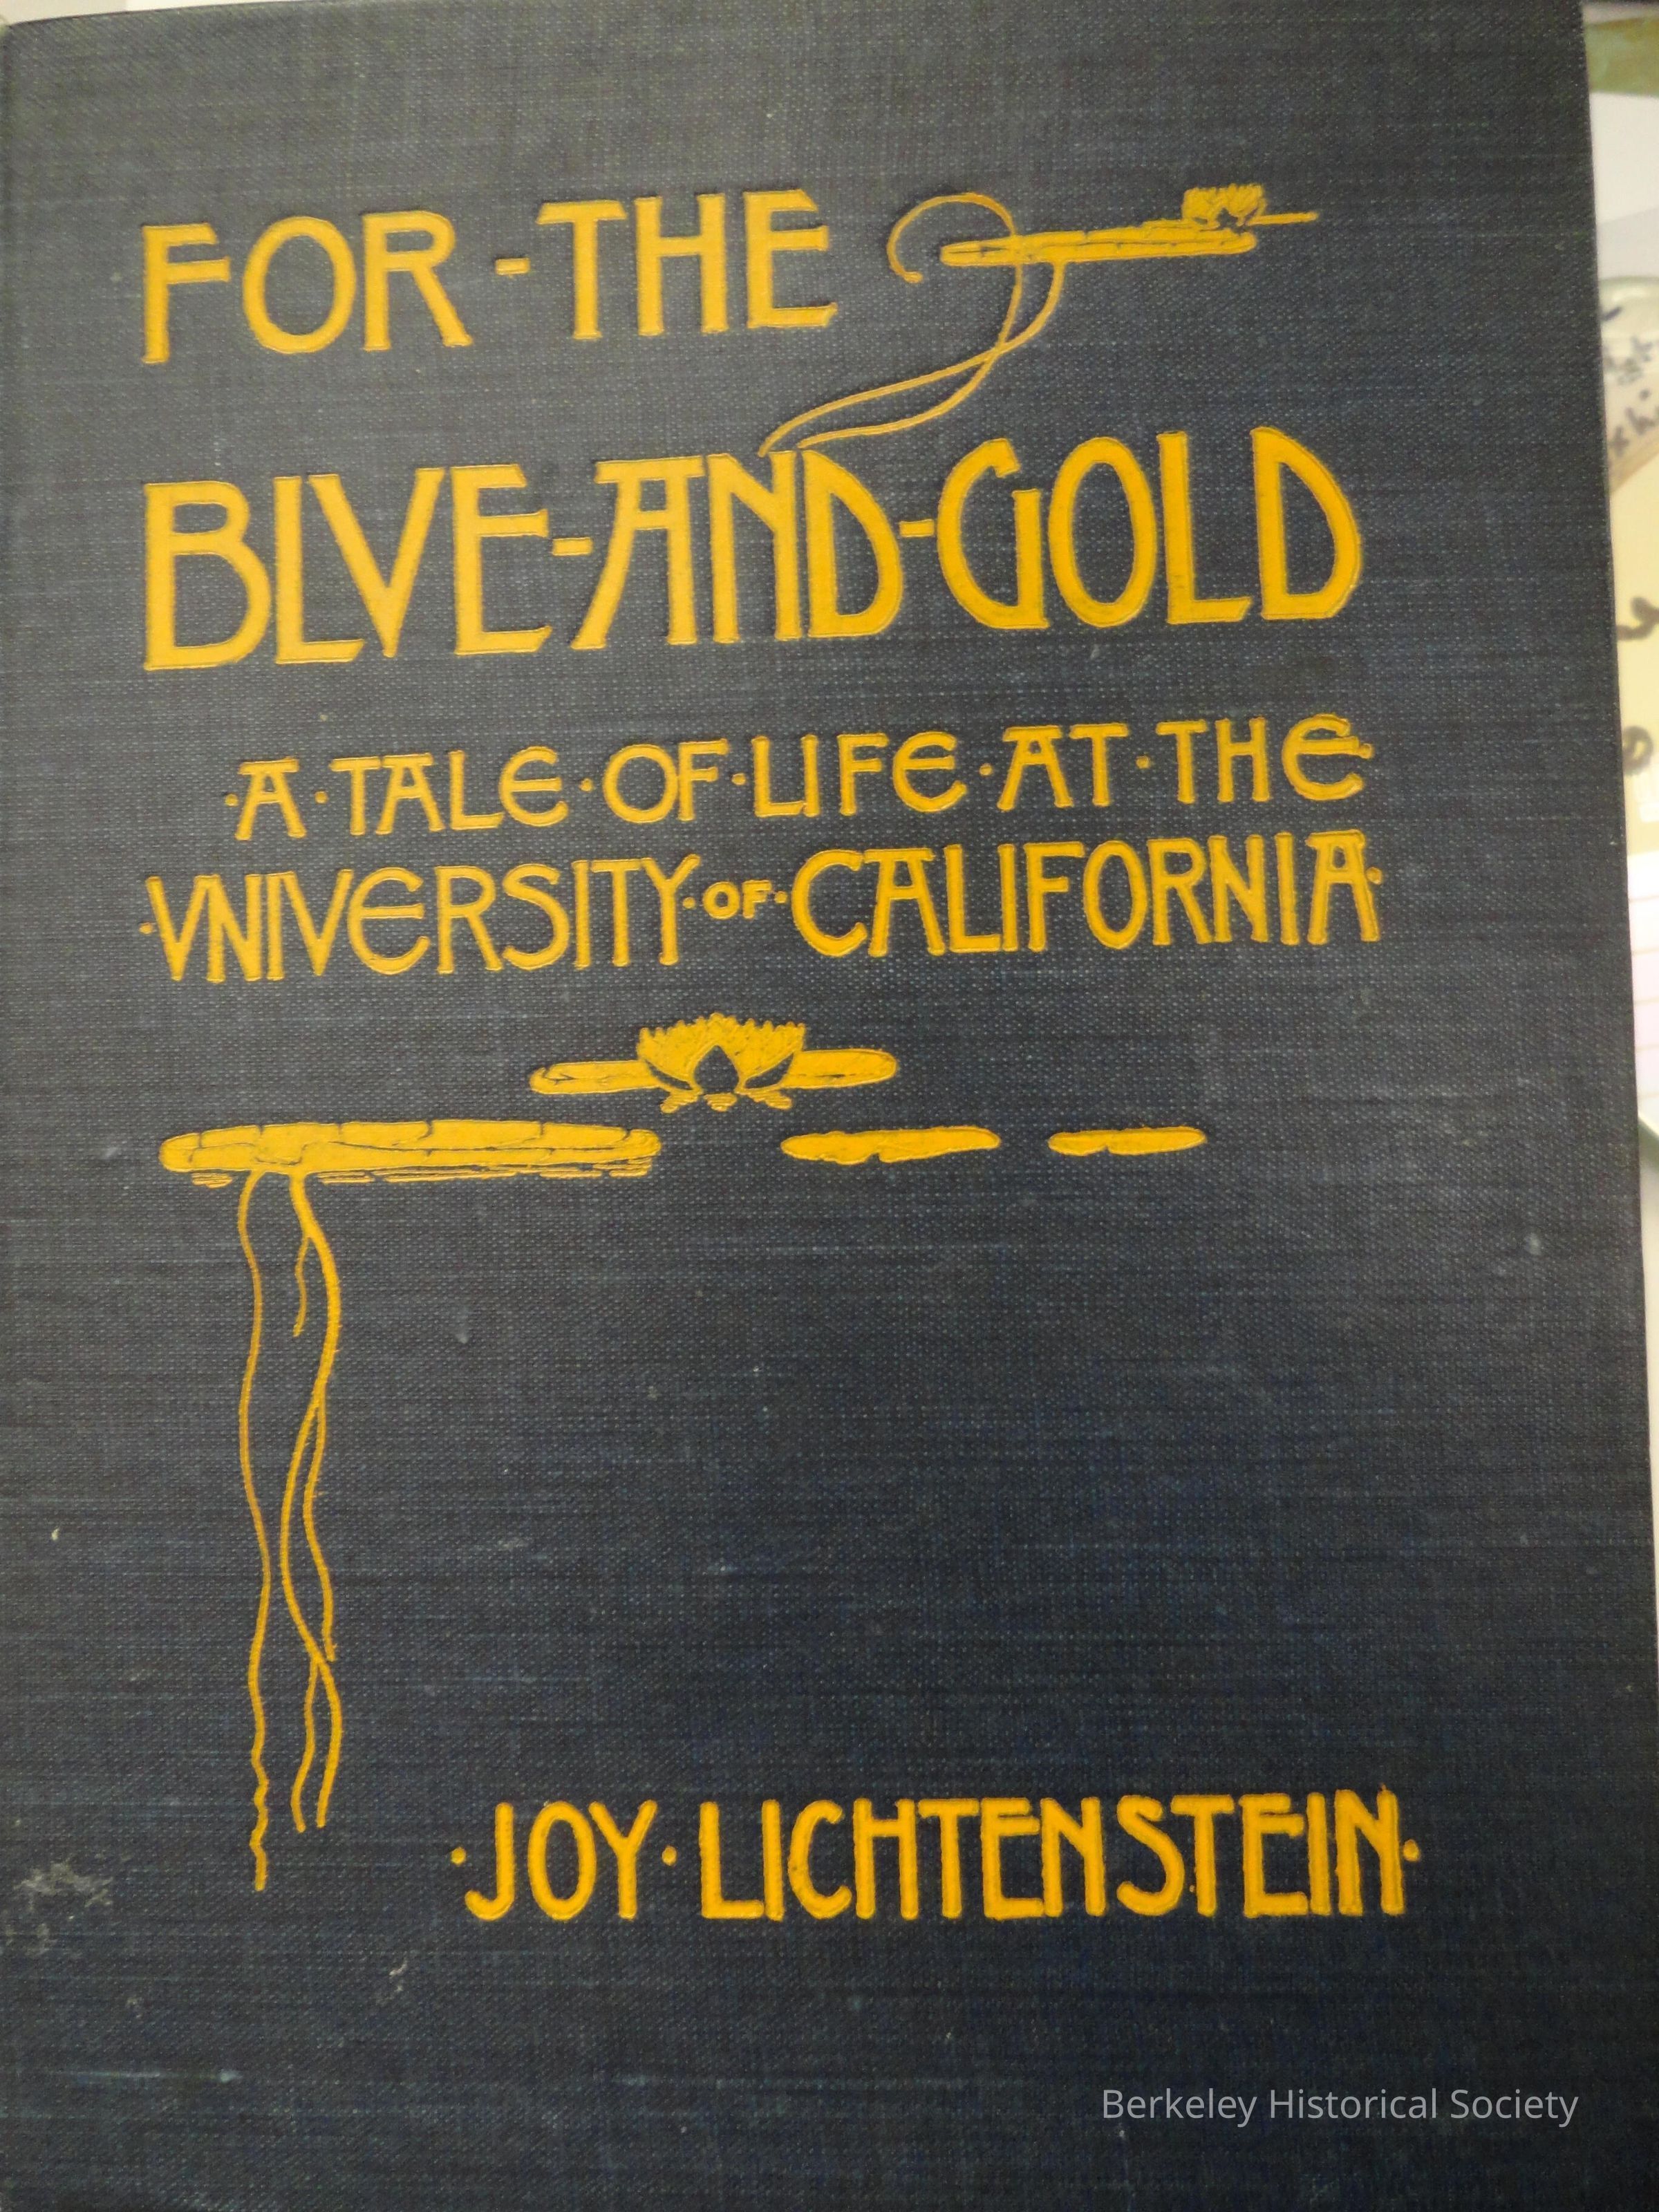 FOR-THE
BLVE-AND-GOLD
·A·TALE·OF·LIFE·AT·THE·
·VNIVERSITY·OF·CALIFORNIA·
·JOY·LICHTENSTEIN·
Berkeley Historical Society